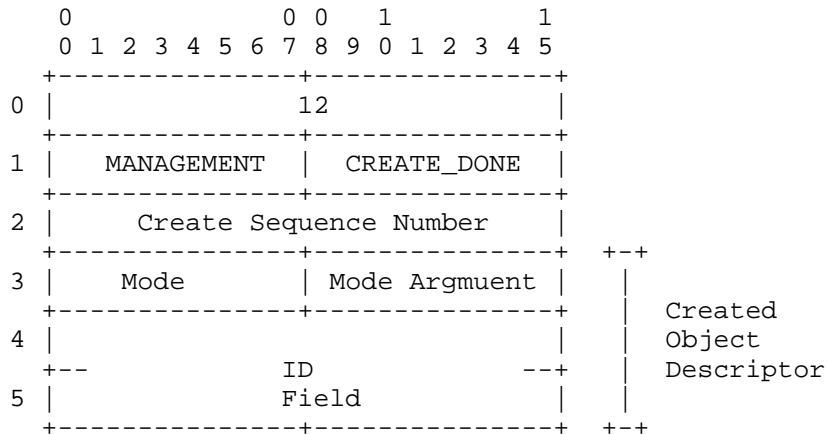 0 0 0 1 1
0 1 2 3 4 5 6 7 8 9 0 1 2 3 4 5
+---------------+---------------+
0 | 12 |
+---------------+---------------+
1 | MANAGEMENT | CREATE_DONE |
+---------------+---------------+
2 | Create Sequence Number |
+---------------+---------------+ +-+
3 | Mode | Mode Argmuent | |
+---------------+---------------+ | Created
4 | | | Object
+-- ID --+ | Descriptor
5 | Field | |
+---------------+---------------+ +-+